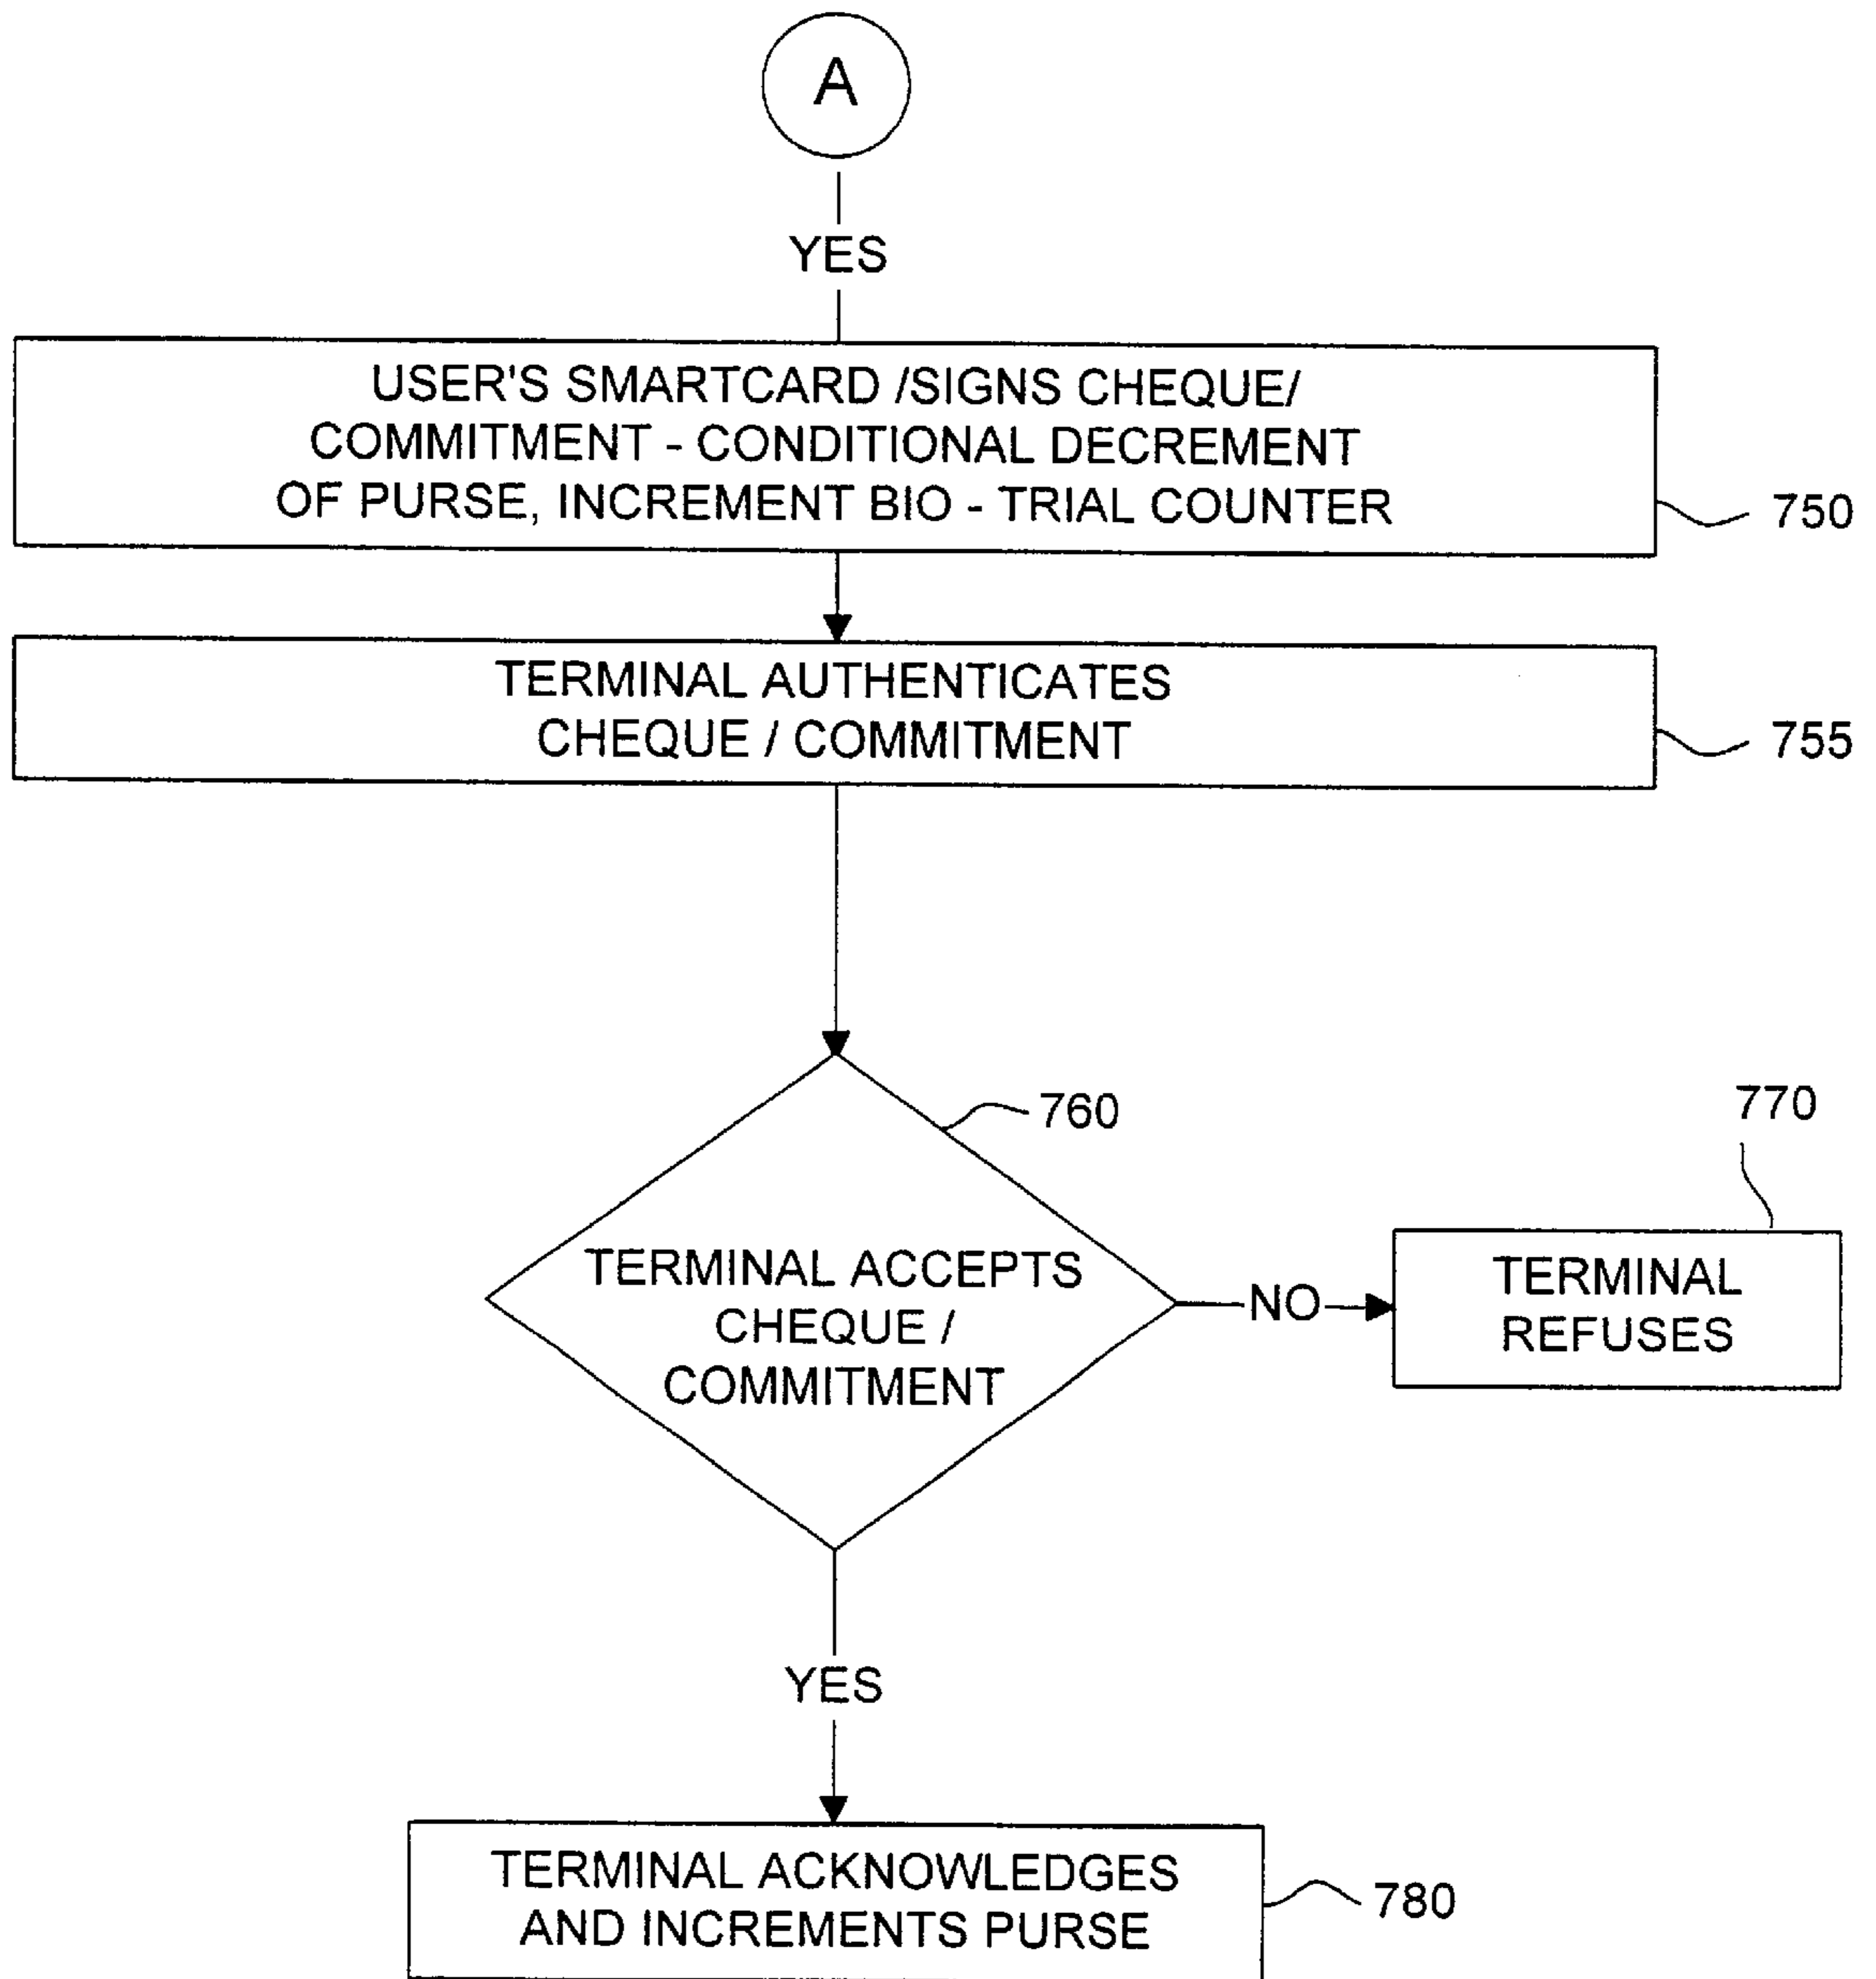 A
YES
USER'S SMARTCARD /SIGNS CHEQUE/
COMMITMENT - CONDITIONAL DECREMENT
OF PURSE, INCREMENT BIO - TRIAL COUNTER
750
TERMINAL AUTHENTICATES
CHEQUE / COMMITMENT
755
760
770
TERMINAL ACCEPTS
CHEQUE /
COMMITMENT
NO
TERMINAL
REFUSES
YES
TERMINAL ACKNOWLEDGES
AND INCREMENTS PURSE
780